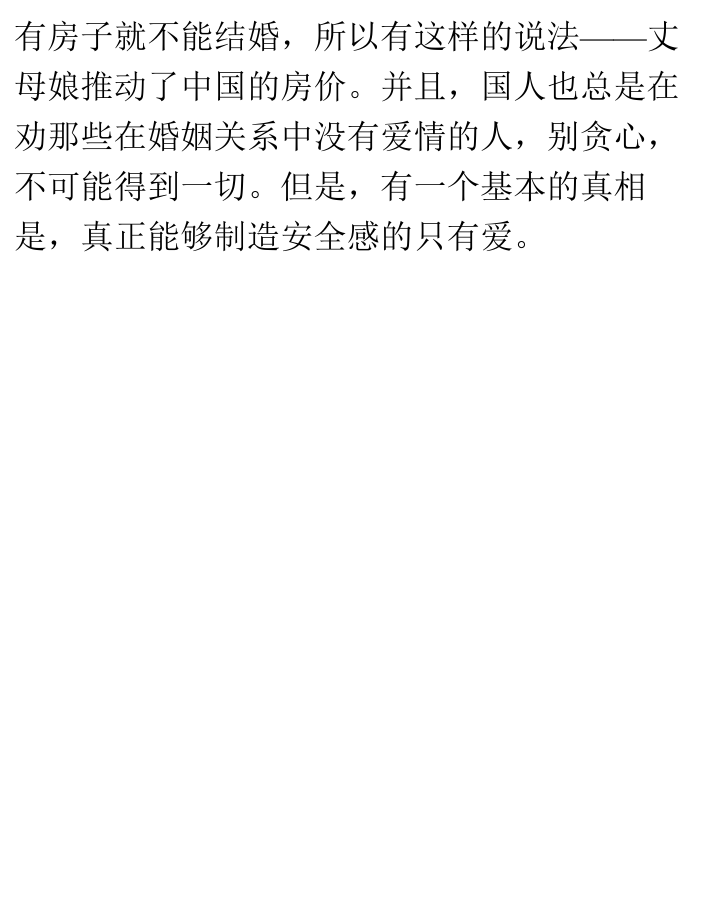 有房子就不能结婚，所以有这样的说法——丈
母娘推动了中国的房价。并且，国人也总是在
劝那些在婚姻关系中没有爱情的人，别贪心，
不可能得到一切。但是，有一个基本的真相
是，真正能够制造安全感的只有爱。